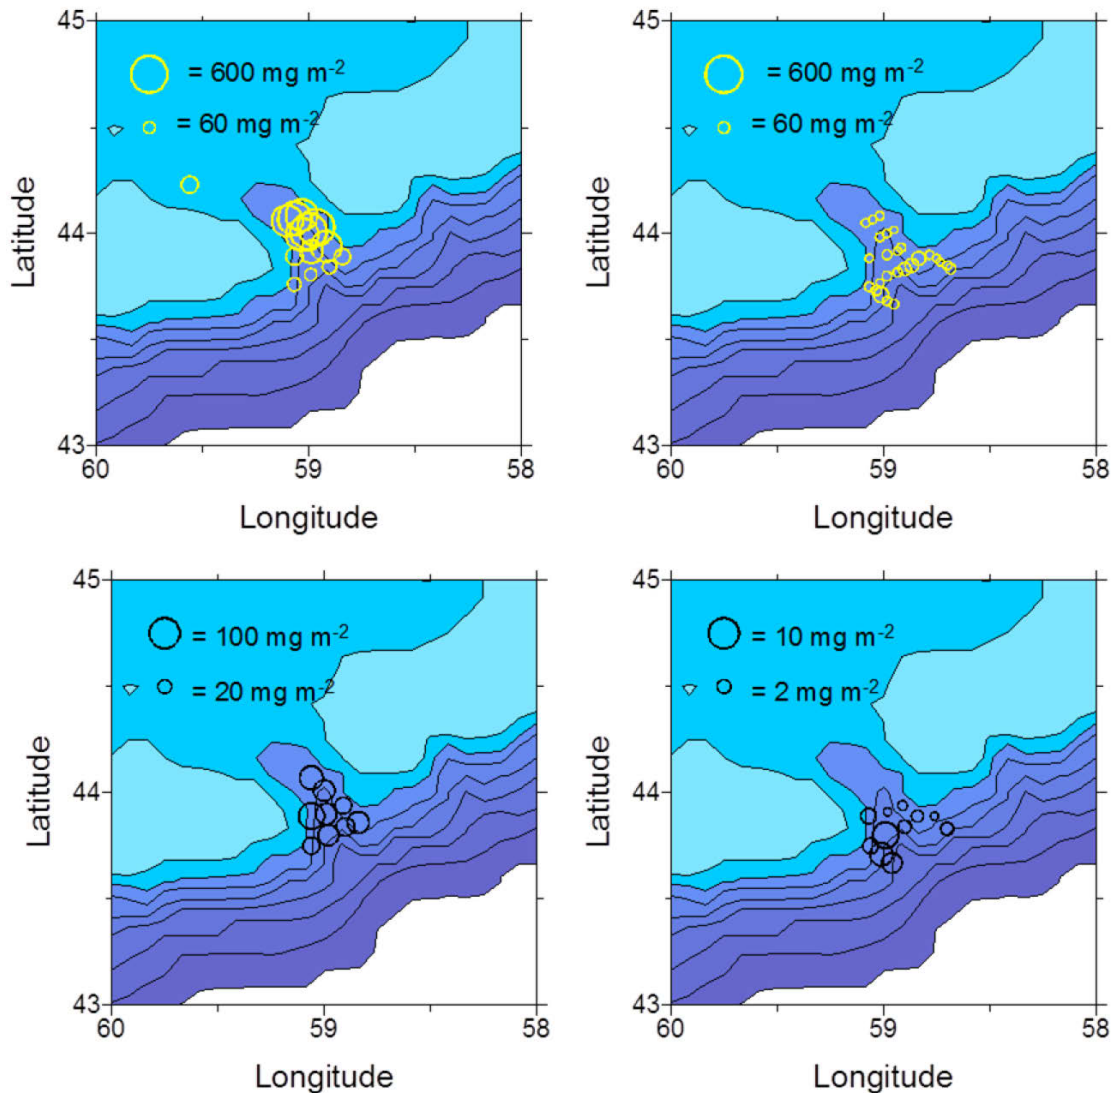 45
= 600 mg m-2
= 60 mg m-2
44
43
60
59
58
Latitude
Longitude
45
= 600 mg m-2
= 60 mg m-2
44
43
60
59
58
Latitude
Longitude
45
= 100 mg m-2
= 20 mg m-2
44
43
60
59
58
Latitude
Longitude
45
= 10 mg m-2
= 2 mg m-2
44
43
60
59
58
Latitude
Longitude